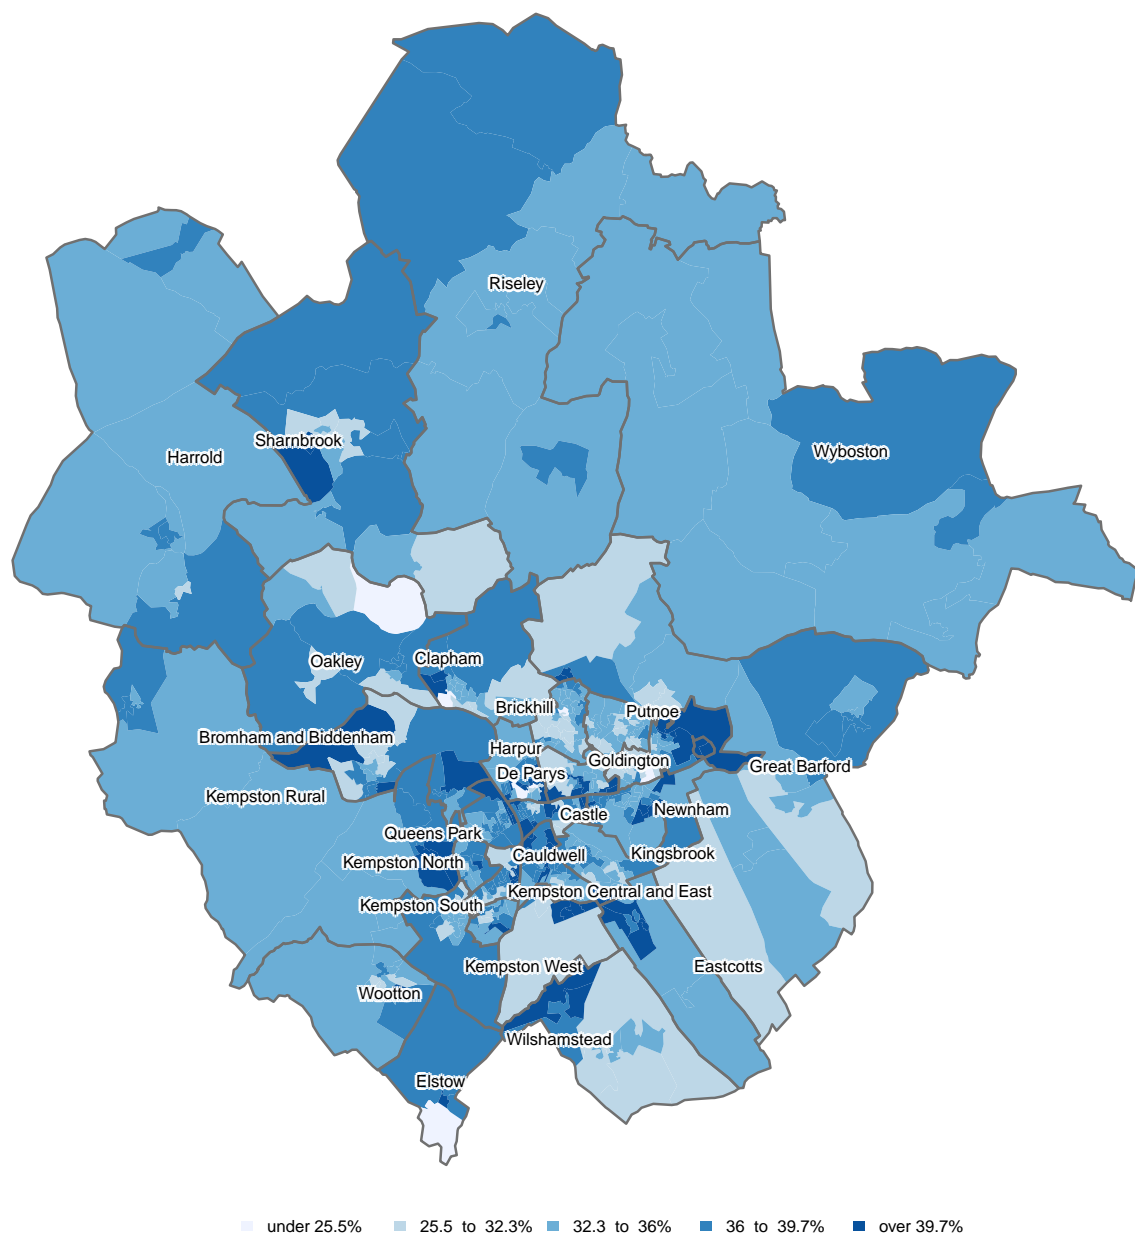 Riseley
Sharnbrook
Wyboston
Harrold
Clapham
Oakley
Brickhill
Putnoe
Bromham and Biddenham
Harpur
Goldington
De Parys
Great Barford
Kempston Rural
Newnham
Castle
Queens Park
Cauldwell
Kingsbrook
Kempston North
Kempston Central and East
Kempston South
Kempston West
Eastcotts
Wootton
Wilshamstead
Elstow
under 25.5% 25.5 to 32.3% 32.3 to 36% 36 to 39.7% over 39.7%